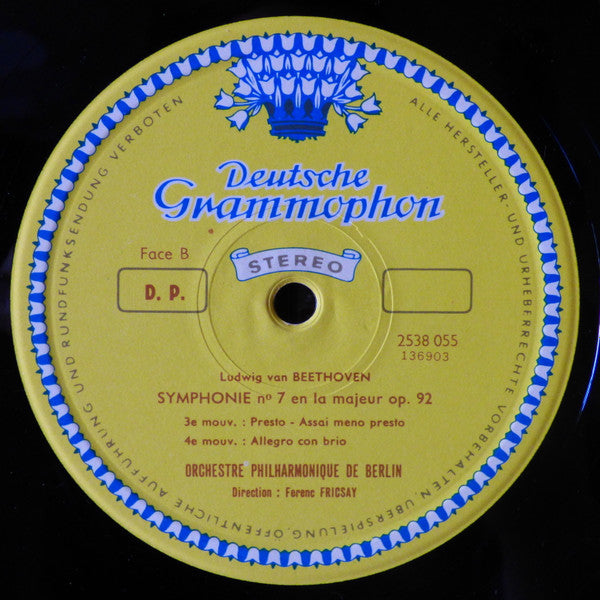 ALLE HERSTELLER- UND URHEBERRECHTE VORBEHALTEN. ÜBERSPIELUNG, ÖFFENTLICHE AUFFÜHRUNG UND RUNDFUNKSENDUNG VERBOTEN
Deutsche
Grammophon
Face B
STEREO
D. P.
2538 055
136903
Ludwig van BEETHOVEN
SYMPHONIE nº 7 en la majeur op. 92
3e mouv. : Presto - Assai meno presto
4e mouv. : Allegro con brio
ORCHESTRE PHILHARMONIQUE DE BERLIN
Direction : Ferenc FRICSAY